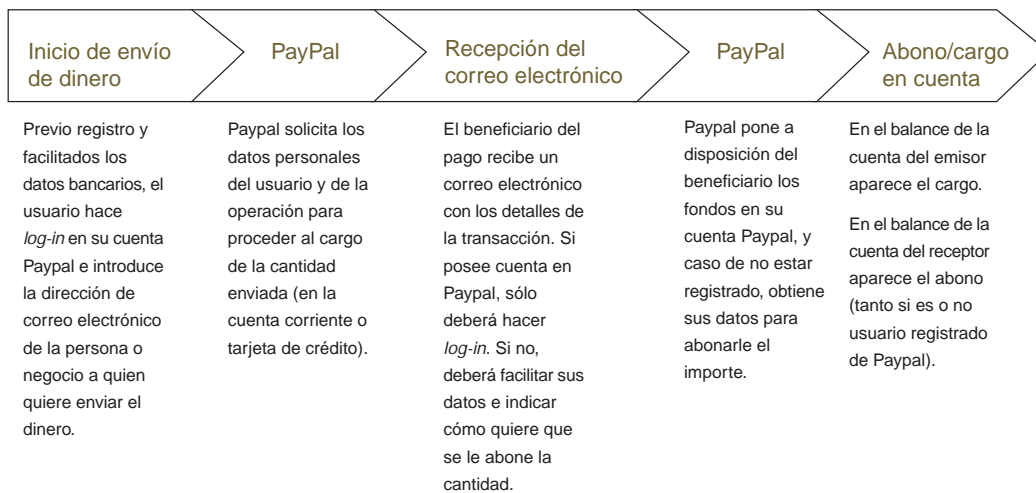 Inicio de envío
de dinero
PayPal
Recepción del
correo electrónico
PayPal
Abono/cargo
en cuenta
Previo registro y
facilitados los
datos bancarios, el
usuario hace
log-in en su cuenta
Paypal e introduce
la dirección de
correo electrónico
de la persona o
negocio a quien
quiere enviar el
dinero.
Paypal solicita los
datos personales
del usuario y de la
operación para
proceder al cargo
de la cantidad
enviada (en la
cuenta corriente o
tarjeta de crédito).
El beneficiario del
pago recibe un
correo electrónico
con los detalles de
la transacción. Si
posee cuenta en
Paypal, sólo
deberá hacer
log-in. Si no,
deberá facilitar sus
datos e indicar
cómo quiere que
se le abone la
cantidad.
Paypal pone a
disposición del
beneficiario los
fondos en su
cuenta Paypal, y
caso de no estar
registrado, obtiene
sus datos para
abonarle el
importe.
En el balance de la
cuenta del emisor
aparece el cargo.
En el balance de la
cuenta del receptor
aparece el abono
(tanto si es o no
usuario registrado
de Paypal).